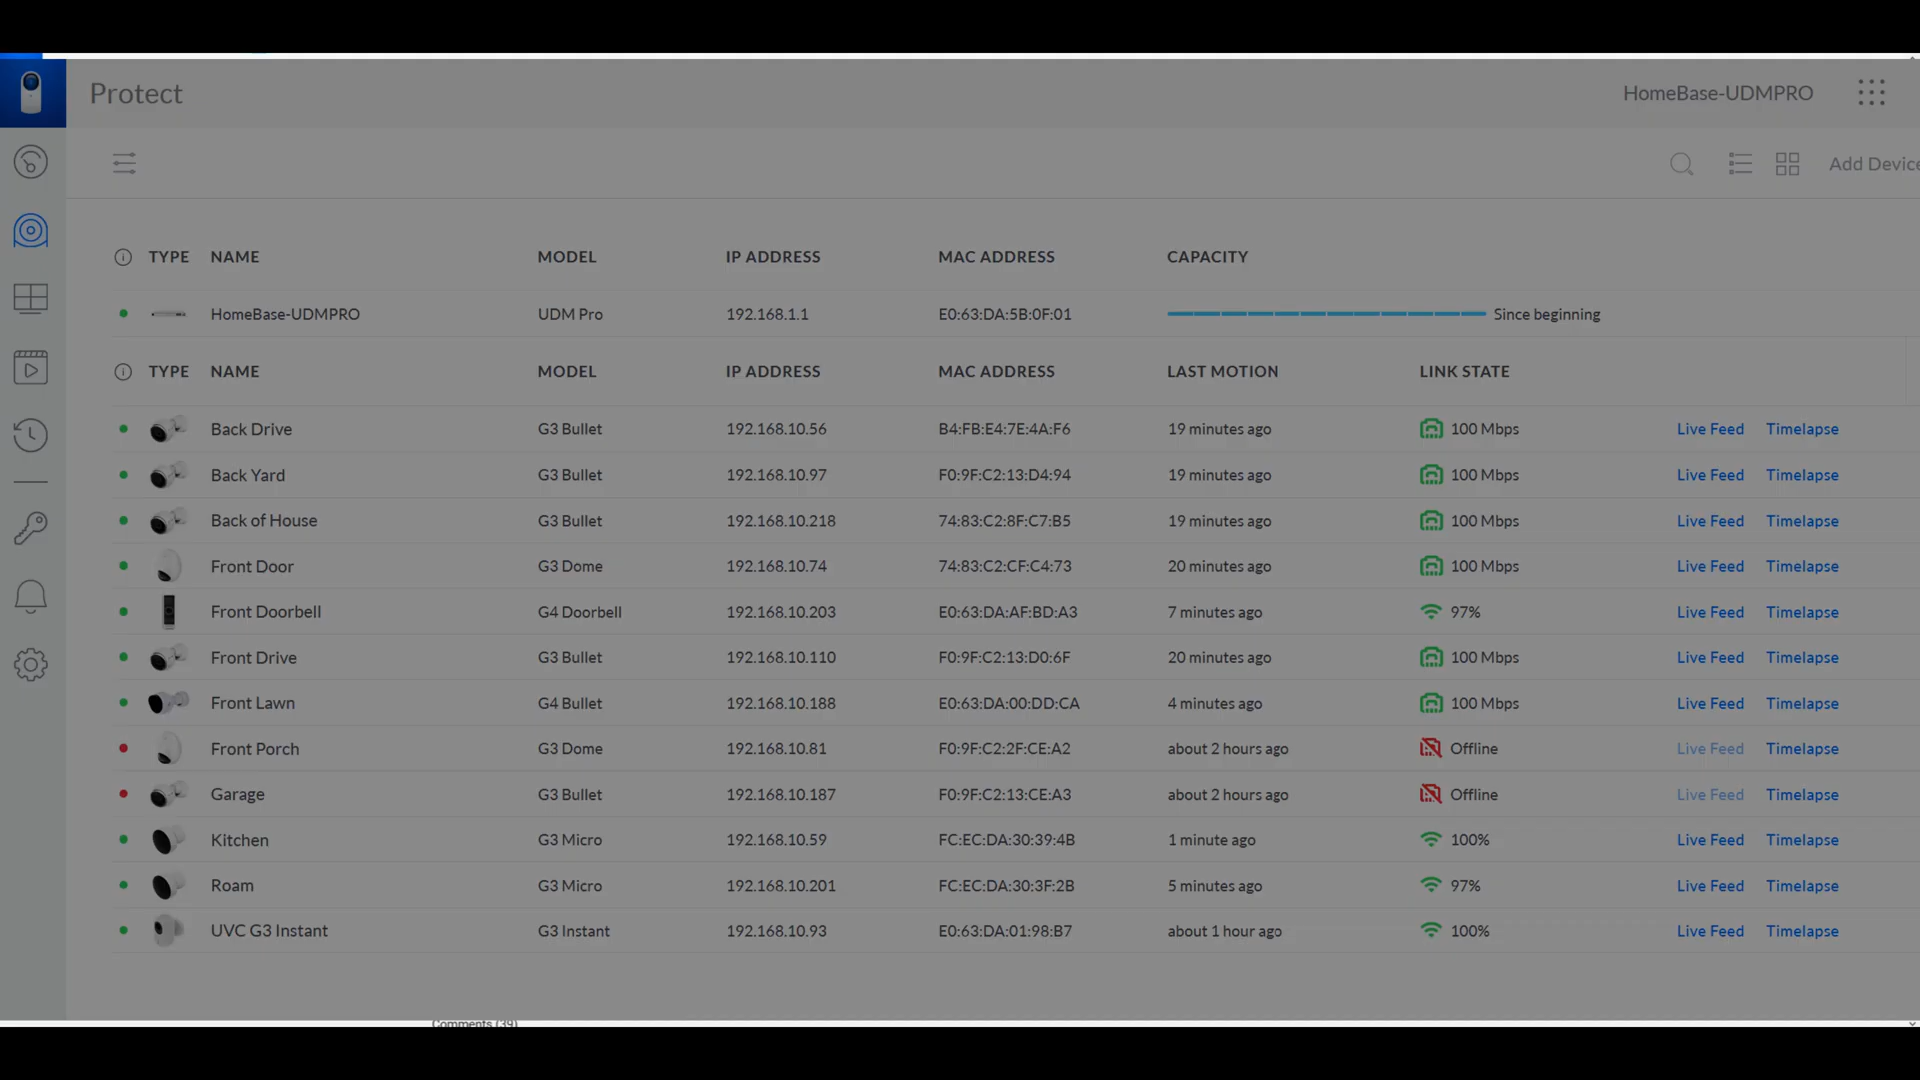 Protect HomeBase-UDMPRO
Add Device
TYPE NAME MODEL IP ADDRESS MAC ADDRESS CAPACITY
HomeBase-UDMPRO UDM Pro 192.168.1.1 E0:63:DA:5B:0F:01 Since beginning
TYPE NAME MODEL IP ADDRESS MAC ADDRESS LAST MOTION LINK STATE
Back Drive G3 Bullet 192.168.10.56 B4:FB:E4:7E:4A:F6 19 minutes ago 100 Mbps Live Feed Timelapse
Back Yard G3 Bullet 192.168.10.97 F0:9F:C2:13:D4:94 19 minutes ago 100 Mbps Live Feed Timelapse
Back of House G3 Bullet 192.168.10.218 74:83:C2:8F:C7:B5 19 minutes ago 100 Mbps Live Feed Timelapse
Front Door G3 Dome 192.168.10.74 74:83:C2:CF:C4:73 20 minutes ago 100 Mbps Live Feed Timelapse
Front Doorbell G4 Doorbell 192.168.10.203 E0:63:DA:AF:BD:A3 7 minutes ago 97% Live Feed Timelapse
Front Drive G3 Bullet 192.168.10.110 F0:9F:C2:13:D0:6F 20 minutes ago 100 Mbps Live Feed Timelapse
Front Lawn G4 Bullet 192.168.10.188 E0:63:DA:00:DD:CA 4 minutes ago 100 Mbps Live Feed Timelapse
Front Porch G3 Dome 192.168.10.81 F0:9F:C2:2F:CE:A2 about 2 hours ago Offline Live Feed Timelapse
Garage G3 Bullet 192.168.10.187 F0:9F:C2:13:CE:A3 about 2 hours ago Offline Live Feed Timelapse
Kitchen G3 Micro 192.168.10.59 FC:EC:DA:30:39:4B 1 minute ago 100% Live Feed Timelapse
Roam G3 Micro 192.168.10.201 FC:EC:DA:30:3F:2B 5 minutes ago 97% Live Feed Timelapse
UVC G3 Instant G3 Instant 192.168.10.93 E0:63:DA:01:98:B7 about 1 hour ago 100% Live Feed Timelapse
Comments (39)